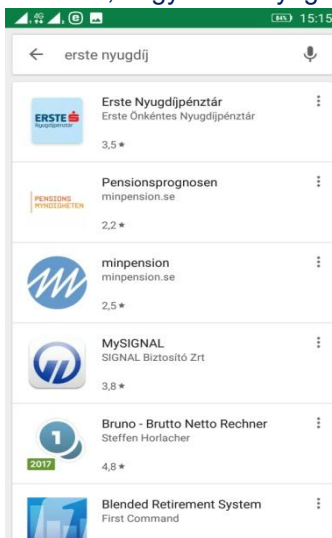 84%
15:15
erste nyugdíj
ERSTE
Nyugdíjpénztár
Erste Nyugdíjpénztár
Erste Önkéntes Nyugdíjpénztár
3,5 ★
PENSIONS
MYNDIGHETEN
Pensionsprognosen
minpension.se
2,2 ★
minpension
minpension.se
2,5 ★
MySIGNAL
SIGNAL Biztosító Zrt
3,8 ★
1
2017
Bruno - Brutto Netto Rechner
Steffen Horlacher
4,8 ★
Blended Retirement System
First Command